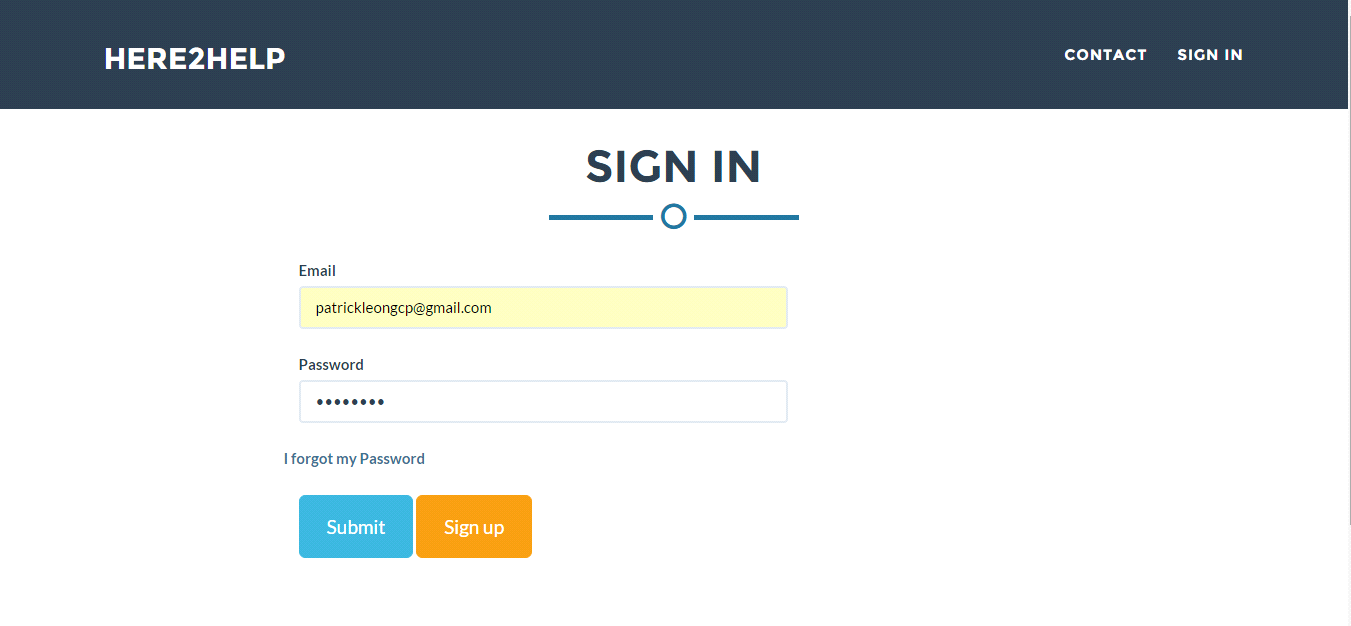 HERE2HELP
CONTACT SIGN IN
SIGN IN
Email
patrickleongcp@gmail.com
Password
••••••••
I forgot my Password
Submit Sign up